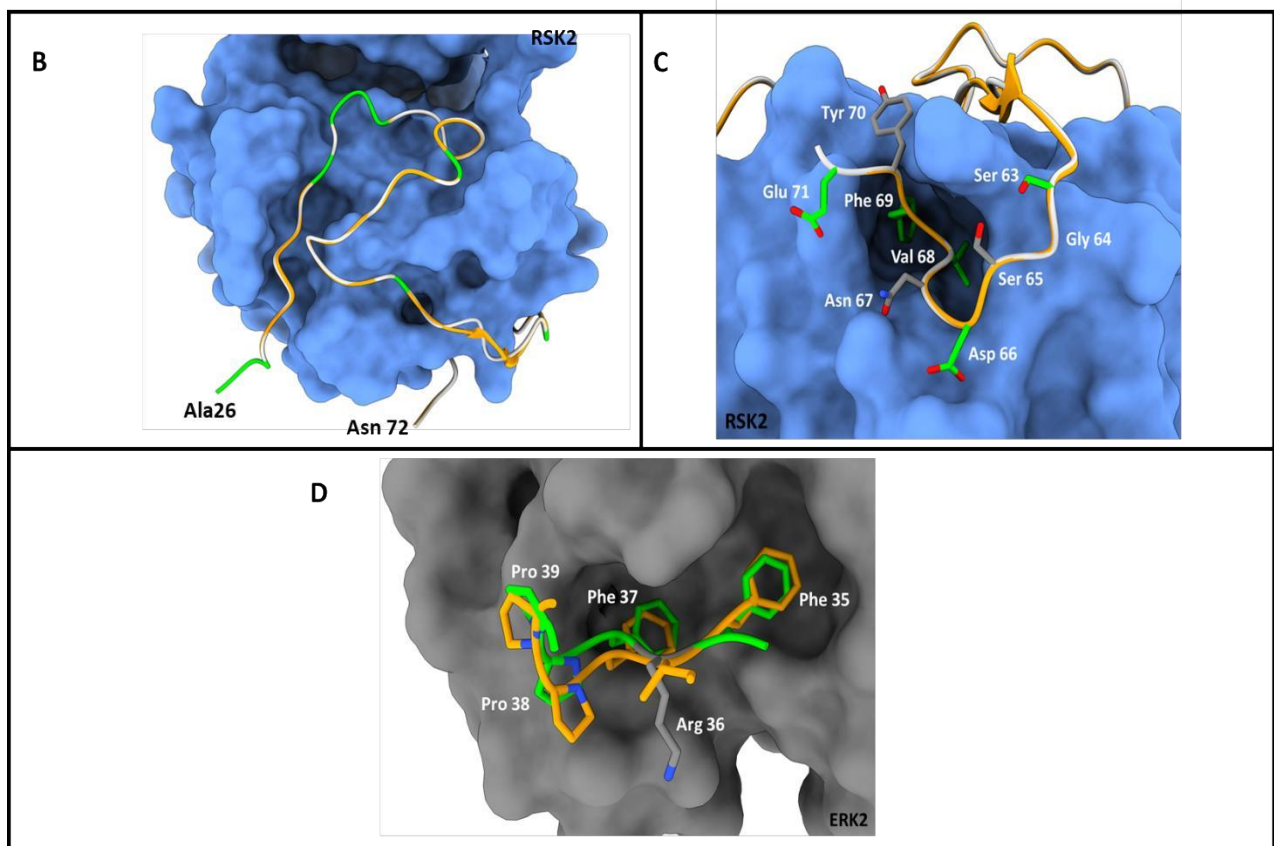 B
RSK2
Ala26
Asn 72
C
Tyr 70
Ser 63
Glu 71
Phe 69
Gly 64
Val 68
Ser 65
Asn 67
Asp 66
RSK2
D
Pro 39
Phe 37
Phe 35
Pro 38
Arg 36
ERK2